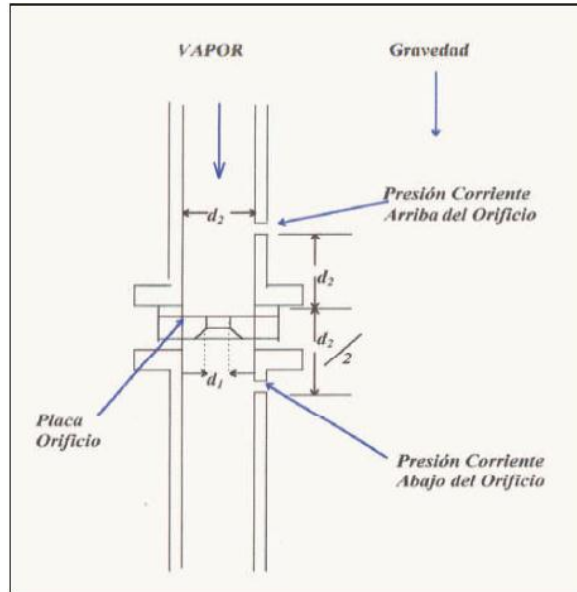 VAPOR
Gravedad
Presión Corriente
Arriba del Orificio
d₂
d₂
d₂
/2
d₁
Placa
Orificio
Presión Corriente
Abajo del Orificio